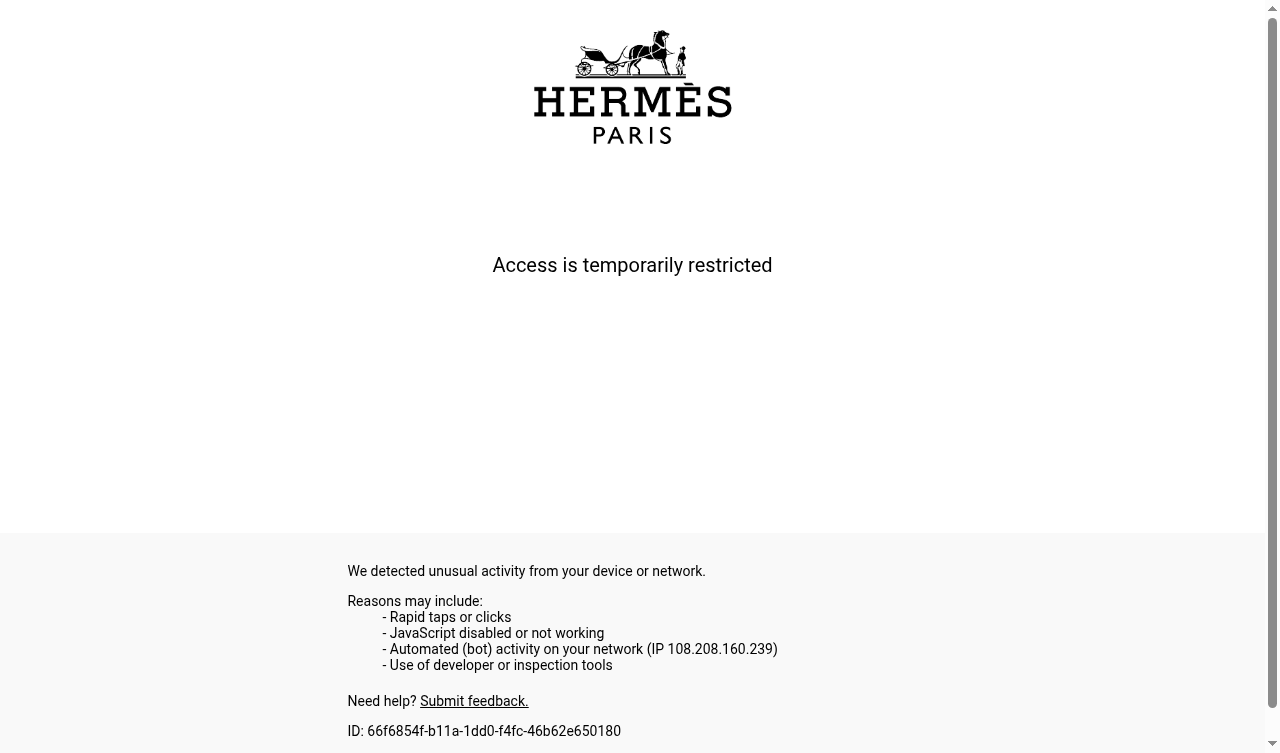 HERMÈS
PARIS
Access is temporarily restricted
We detected unusual activity from your device or network.
Reasons may include:
- Rapid taps or clicks
- JavaScript disabled or not working
- Automated (bot) activity on your network (IP 108.208.160.239)
- Use of developer or inspection tools
Need help? Submit feedback.
ID: 66f6854f-b11a-1dd0-f4fc-46b62e650180